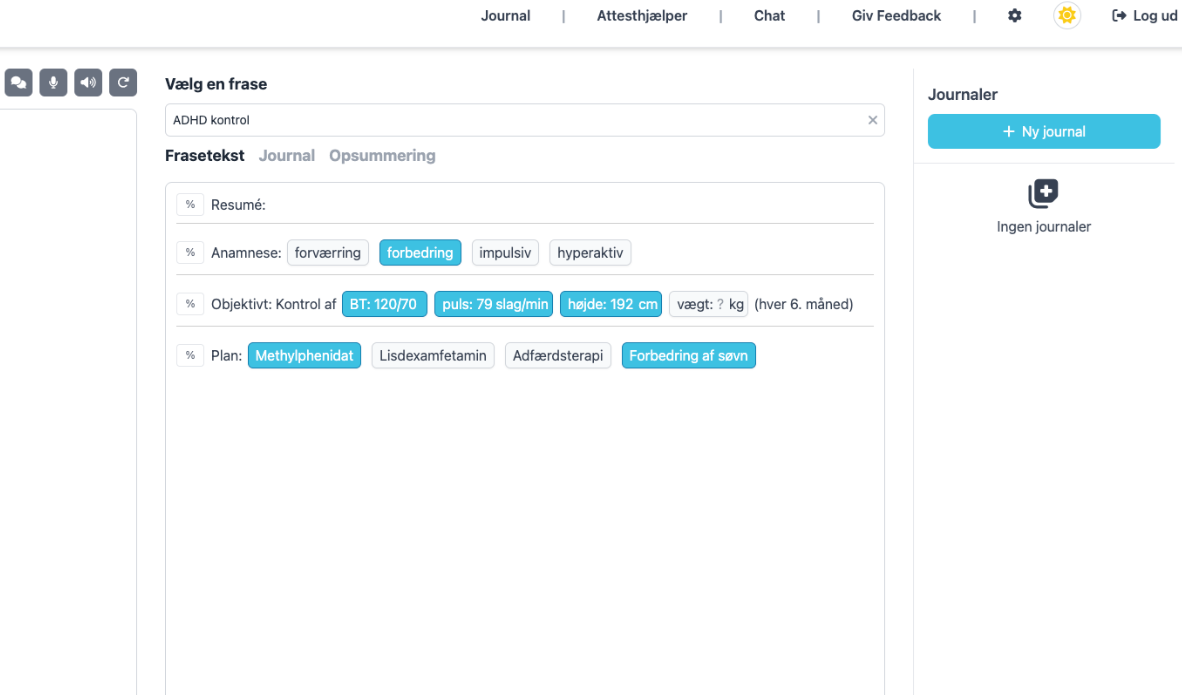 Journal | Attesthjælper | Chat | Giv Feedback | Log ud
Vælg en frase
ADHD kontrol ×
Frasetekst Journal Opsummering
% Resumé:
% Anamnese: forværring forbedring impulsiv hyperaktiv
% Objektivt: Kontrol af BT: 120/70 puls: 79 slag/min højde: 192 cm vægt: ? kg (hver 6. måned)
% Plan: Methylphenidat Lisdexamfetamin Adfærdsterapi Forbedring af søvn
Journaler
+ Ny journal
Ingen journaler